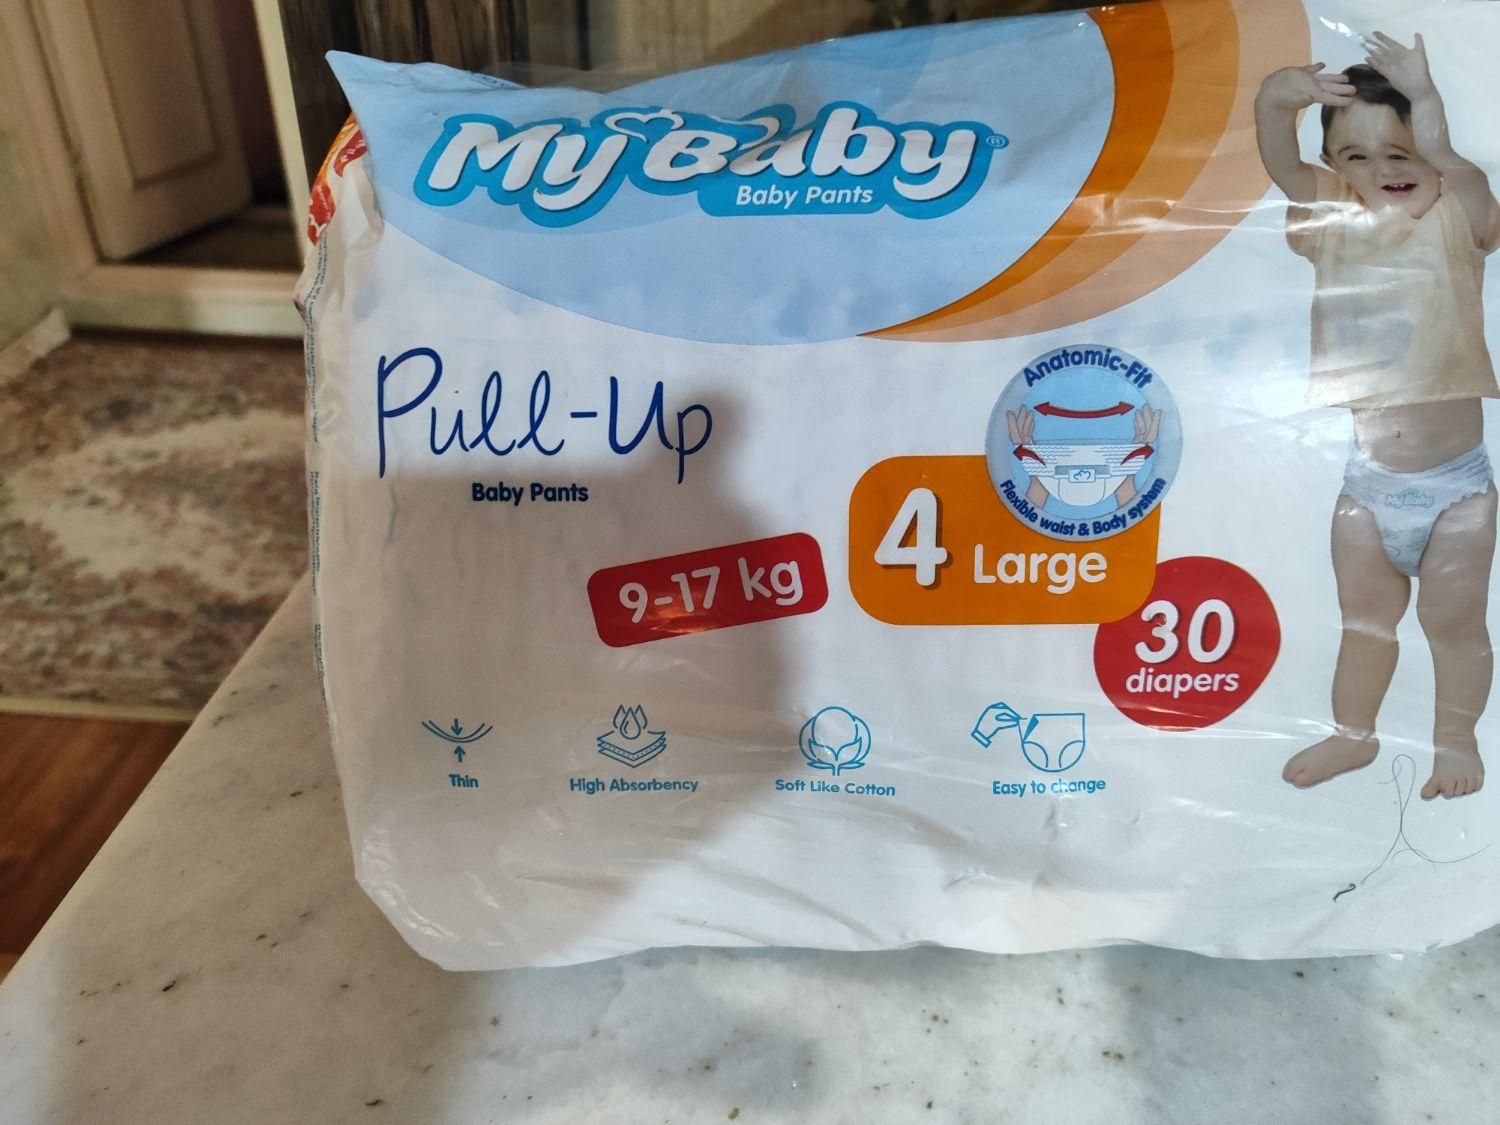 MyBaby®
Baby Pants
Pull-Up
Baby Pants
Anatomic-Fit
Flexible waist & Body system
9-17 kg
4 Large
30
diapers
Thin
High Absorbency
Soft Like Cotton
Easy to change
MyBaby